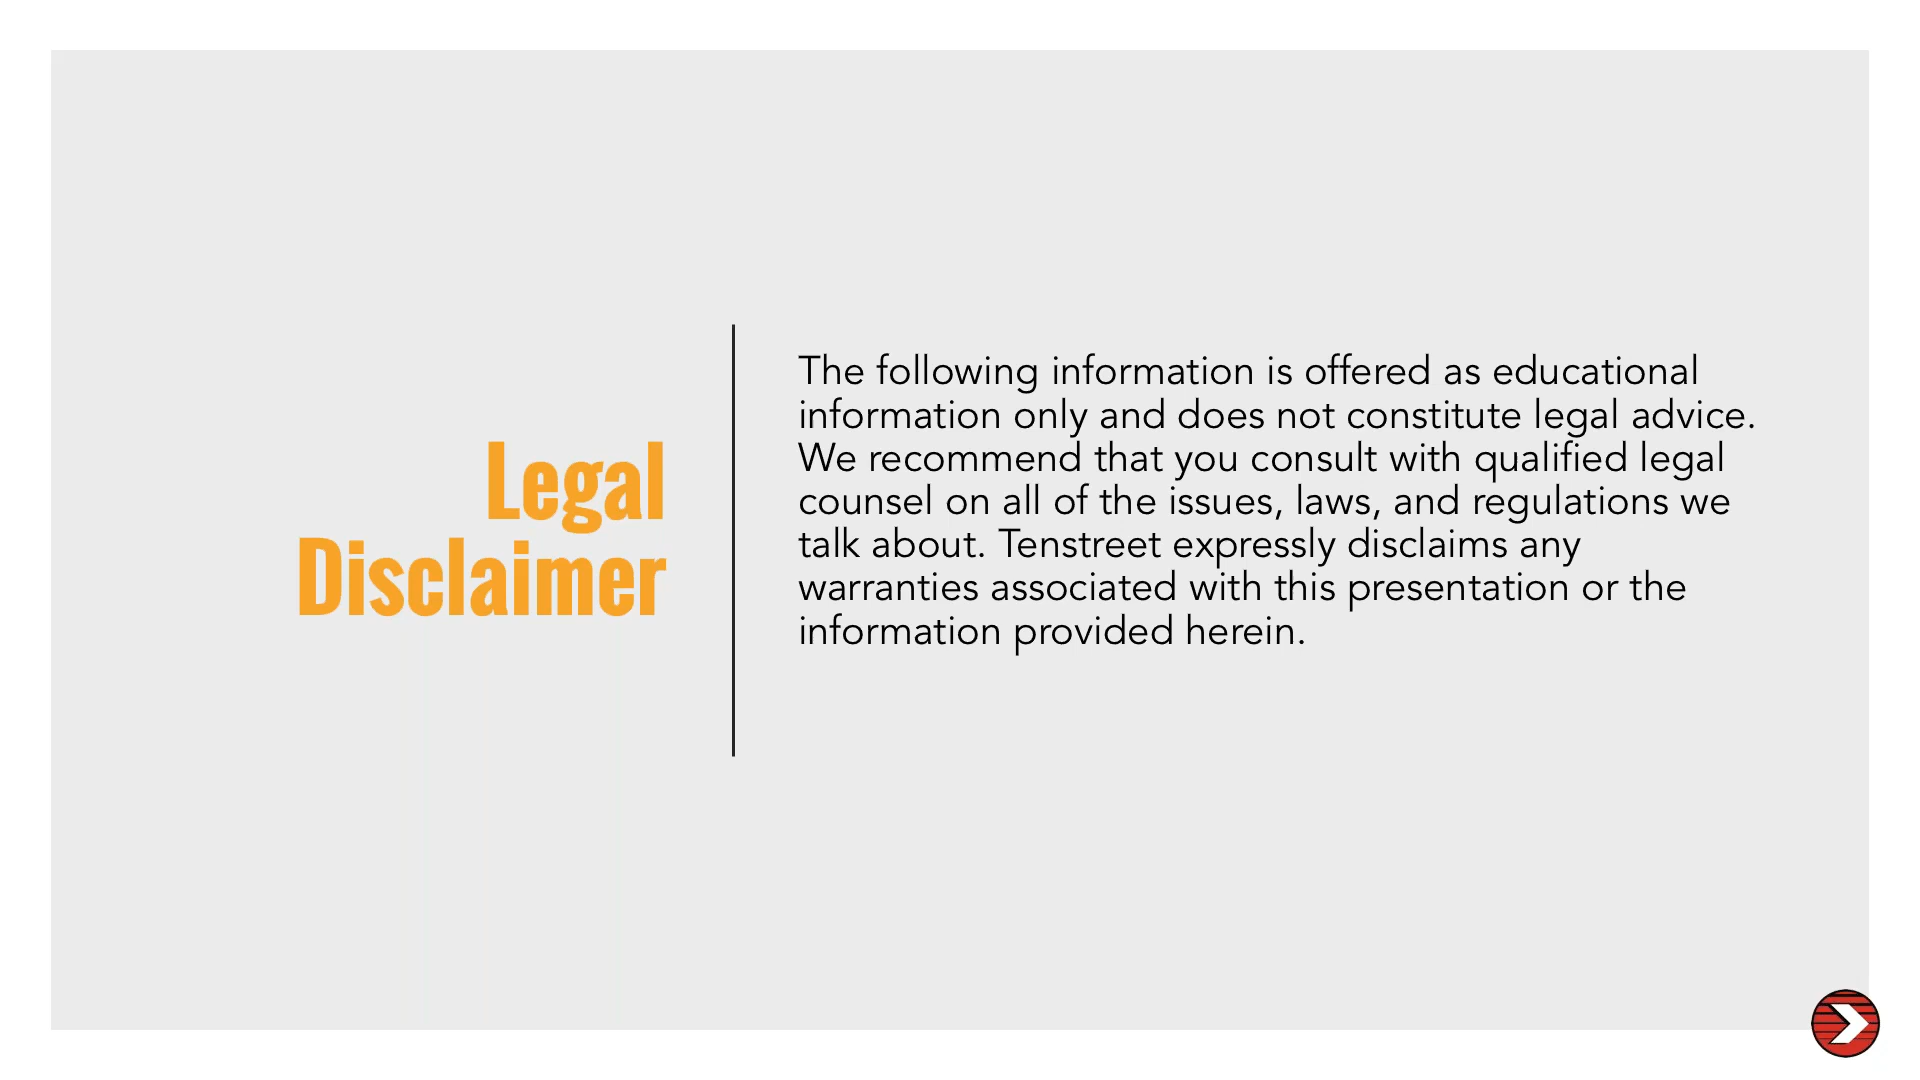 Legal
Disclaimer
The following information is offered as educational
information only and does not constitute legal advice.
We recommend that you consult with qualified legal
counsel on all of the issues, laws, and regulations we
talk about. Tenstreet expressly disclaims any
warranties associated with this presentation or the
information provided herein.